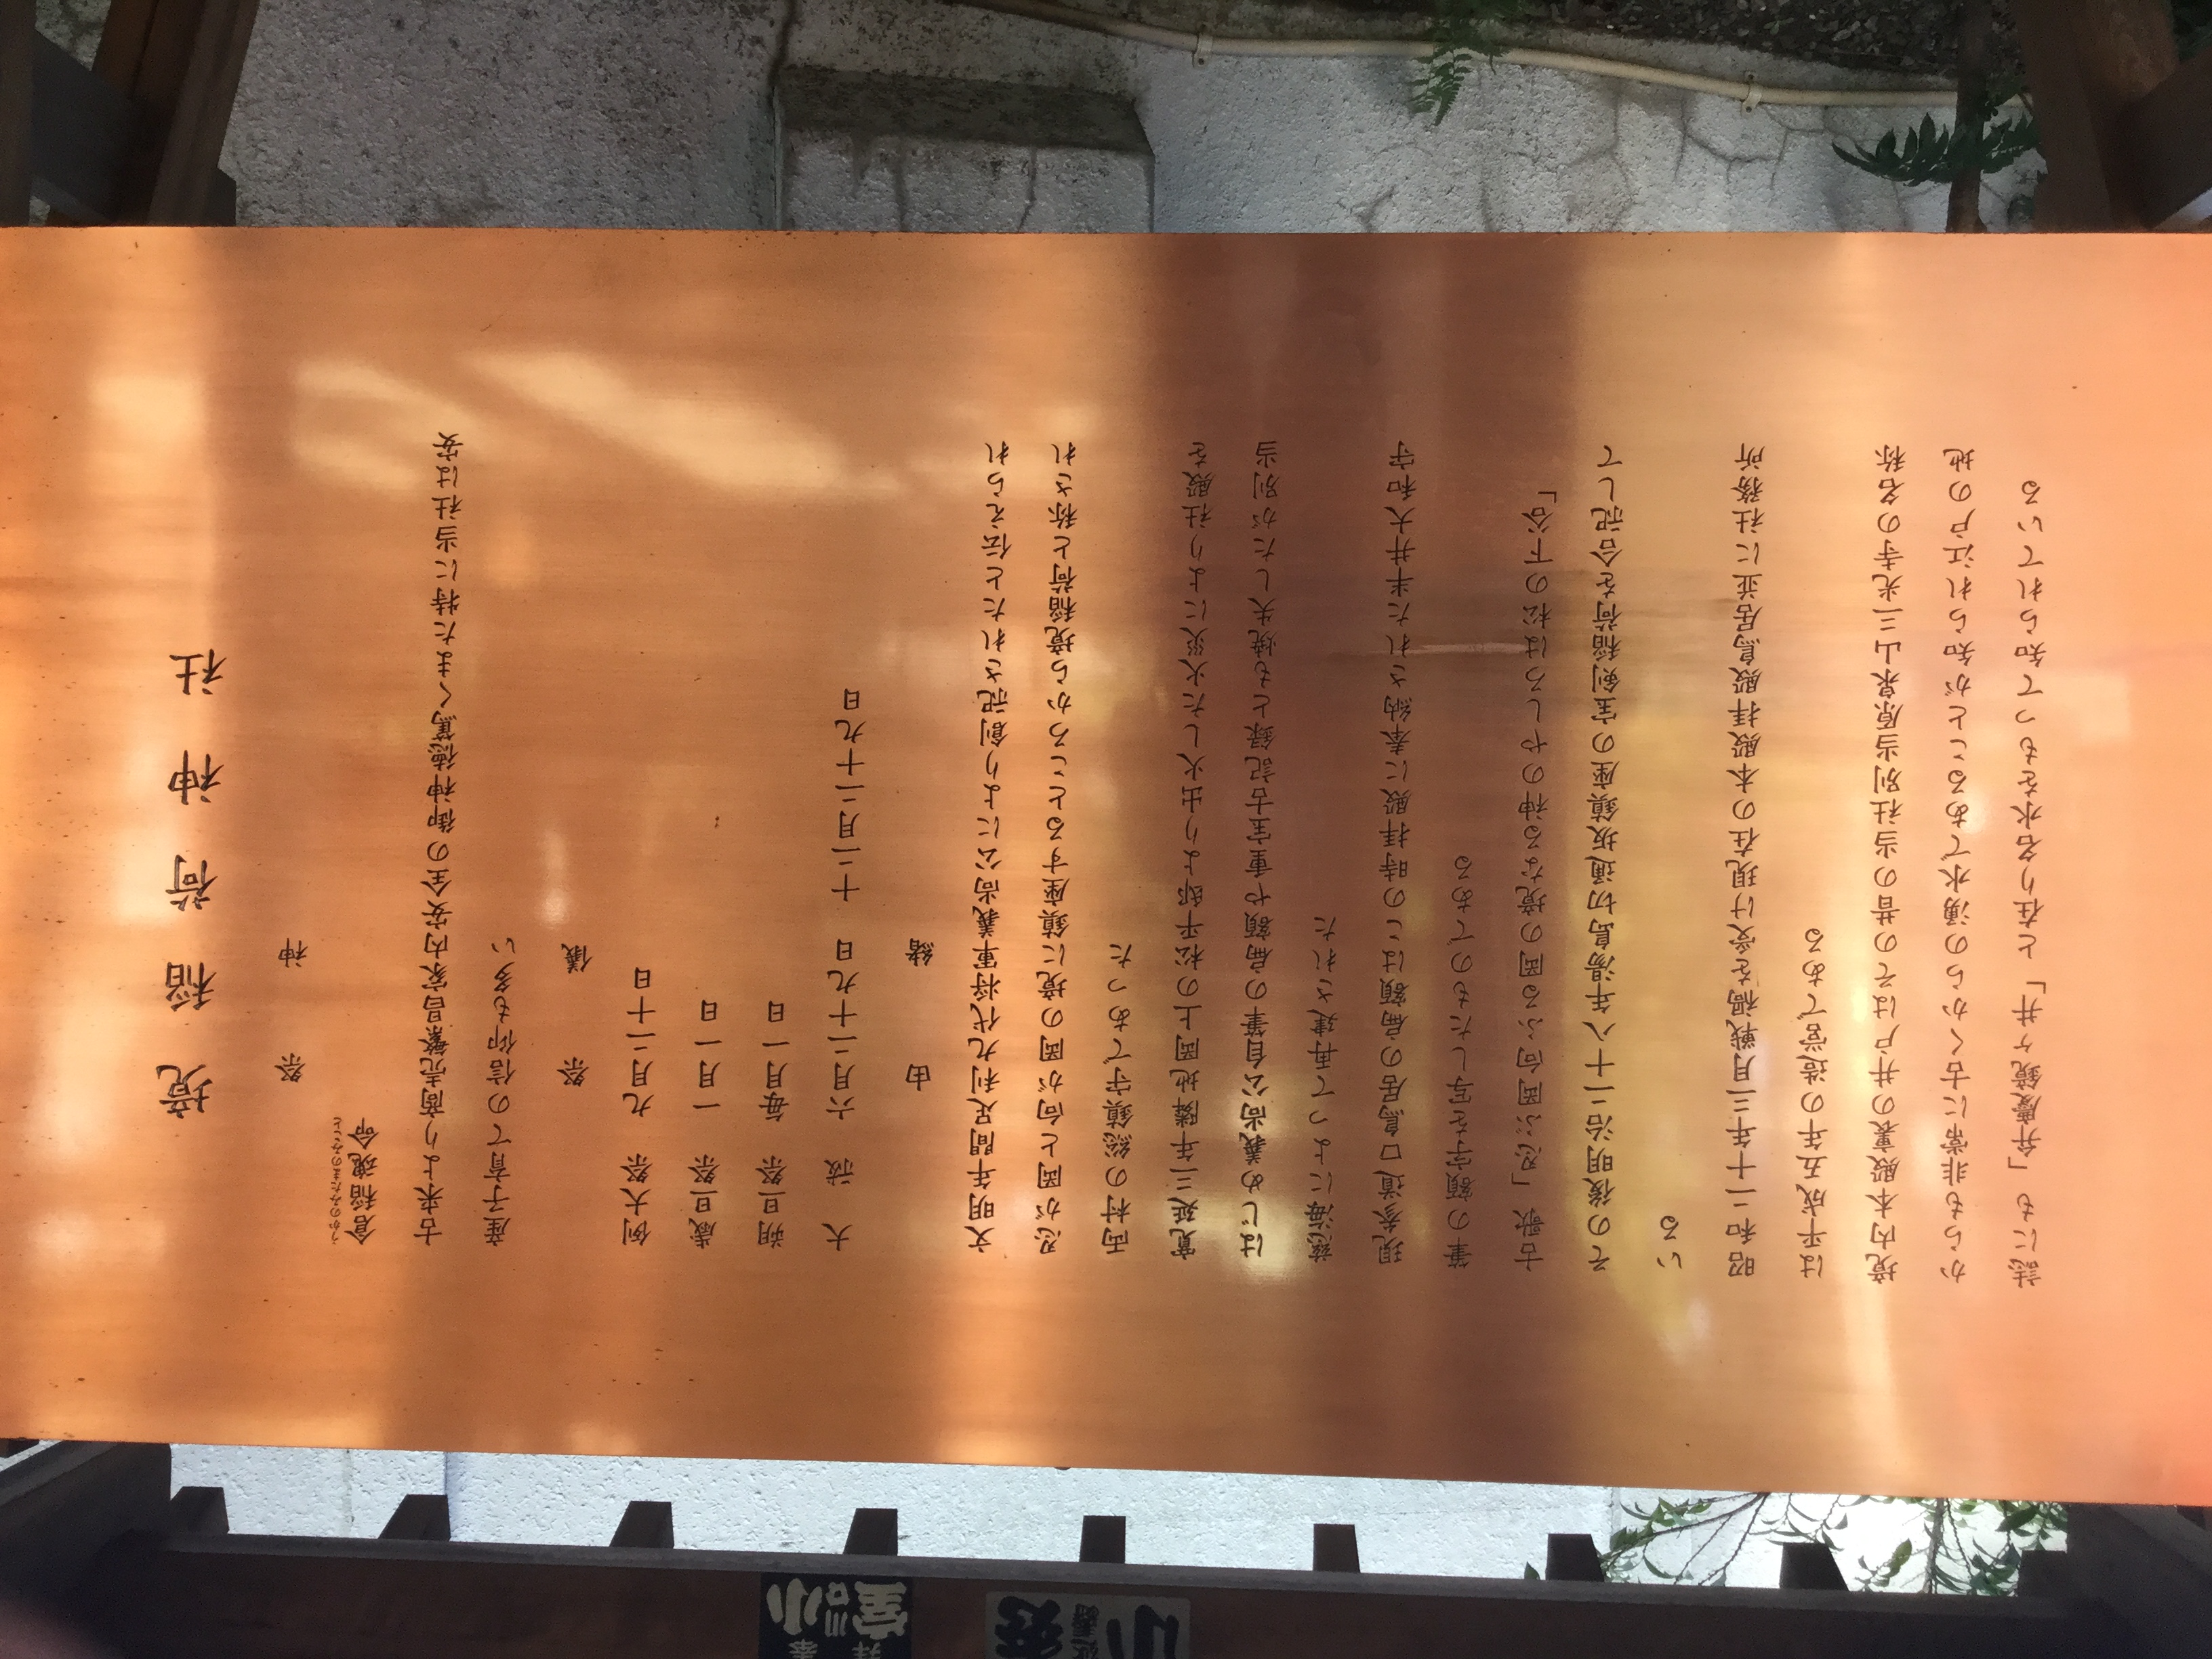 境稲荷神社
祭神
うかのみたまのみこと
倉稲魂命
古来より商売繁昌家内安全の御神徳篤くまた特に当社は安
産子育ての信仰も多い
祭儀
例大祭 九月二十日
歳旦祭 一月一日
朔旦祭 毎月一日
大祓 六月二十九日 十二月二十九日
由緒
文明年間足利九代将軍義尚公により創祀されたと伝えられ
忍が岡と向が岡の境に鎮座するところから境稲荷と称され
両村の総鎮守であった
寛延三年隣地岡上の松平邸より出火した火災により社殿を
はじめ義尚公自筆の扁額や重宝古記録とも焼失したが別当
慈海によって再建された
現参道口鳥居の扁額はこの時拝殿に奉納された半井大和守
筆の額字を写したものである
古歌「忍ぶ岡向ふる岡の境なる神のやしろは松の下谷」
その後明治二十八年湯島切通坂鎮座の宝剣稲荷を合祀して
いる
昭和二十年三月戦禍を受け現在の本殿拝殿鳥居並に社務所
は平成五年の造営である
境内本殿裏の井戸はその昔の当社別当原泉山三光寺の名称
からも非常に古くからの湧水であることが知られ江戸の地
誌にも「弁慶鏡ヶ井」と在り名水をもって知られている
奉拝
小室
川口
秀
延寿
小